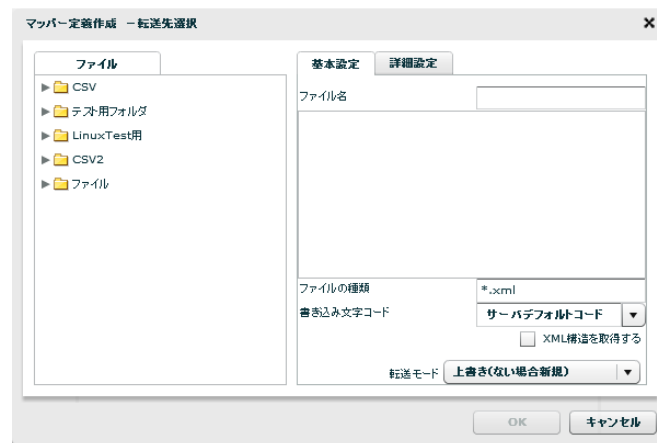 マッパー定義作成 －転送先選択
ファイル
CSV
テスト用フォルダ
LinuxTest用
CSV2
ファイル
基本設定 詳細設定
ファイル名
ファイルの種類 *.xml
書き込み文字コード サーバデフォルトコード
XML構造を取得する
転送モード 上書き(ない場合新規)
OK キャンセル